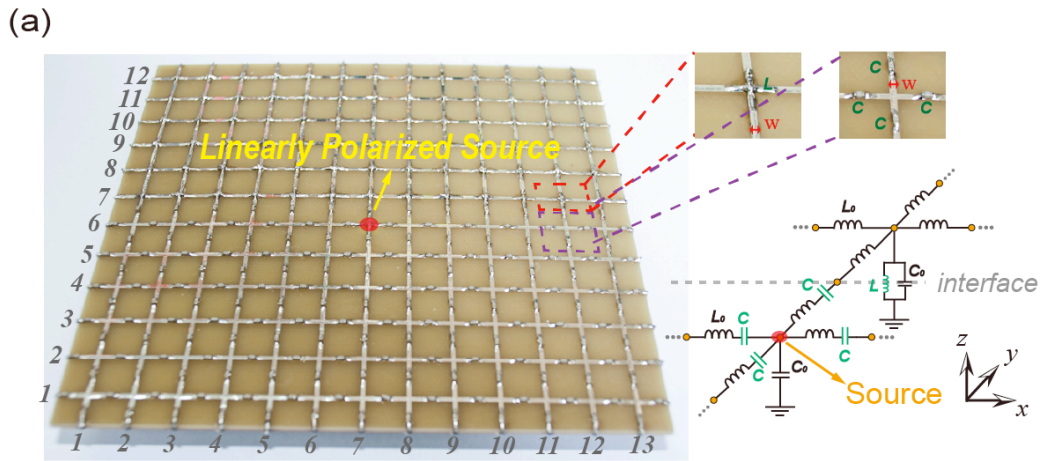 (a)
12
11
10
9
8
7
6
5
4
3
2
1
1 2 3 4 5 6 7 8 9 10 11 12 13
Linearly Polarized Source
L
w
C
w
C
C
C
L₀
L
C₀
interface
C
L₀
C
C
C
C₀
Source
z
y
x